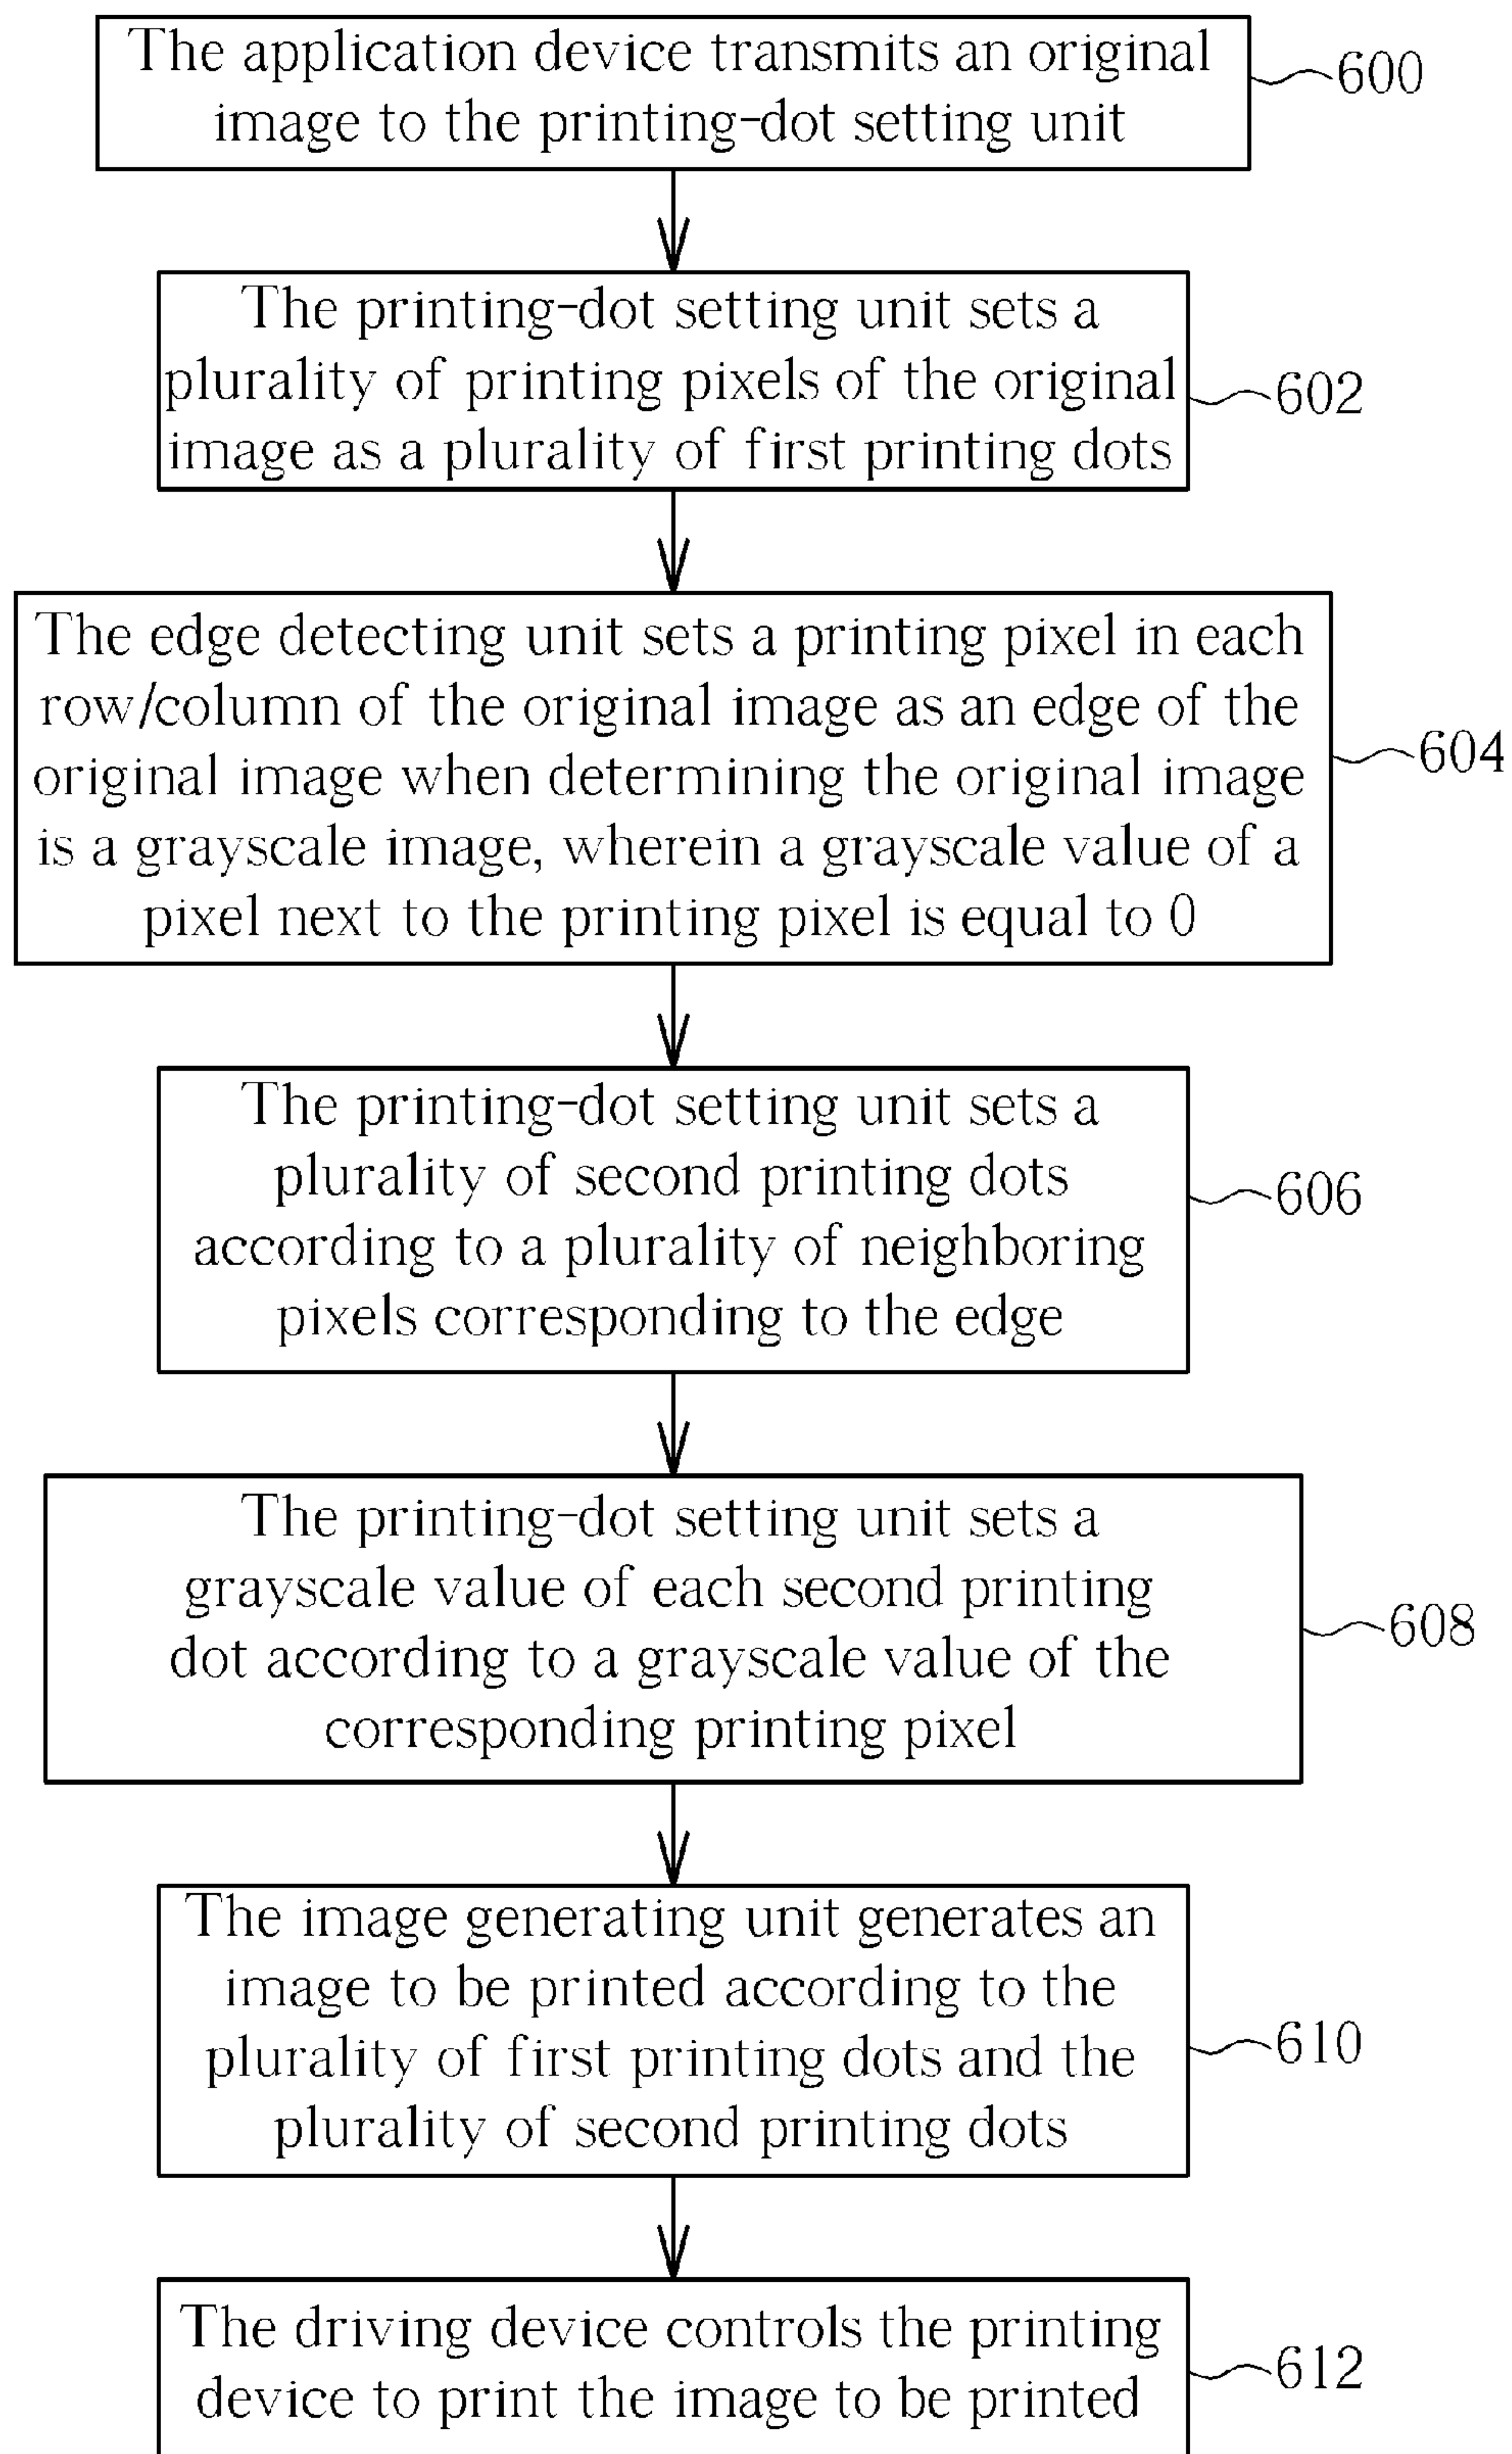 The application device transmits an original
image to the printing-dot setting unit
600
The printing-dot setting unit sets a
plurality of printing pixels of the original
image as a plurality of first printing dots
602
The edge detecting unit sets a printing pixel in each
row/column of the original image as an edge of the
original image when determining the original image
is a grayscale image, wherein a grayscale value of a
pixel next to the printing pixel is equal to 0
604
The printing-dot setting unit sets a
plurality of second printing dots
according to a plurality of neighboring
pixels corresponding to the edge
606
The printing-dot setting unit sets a
grayscale value of each second printing
dot according to a grayscale value of the
corresponding printing pixel
608
The image generating unit generates an
image to be printed according to the
plurality of first printing dots and the
plurality of second printing dots
610
The driving device controls the printing
device to print the image to be printed
612